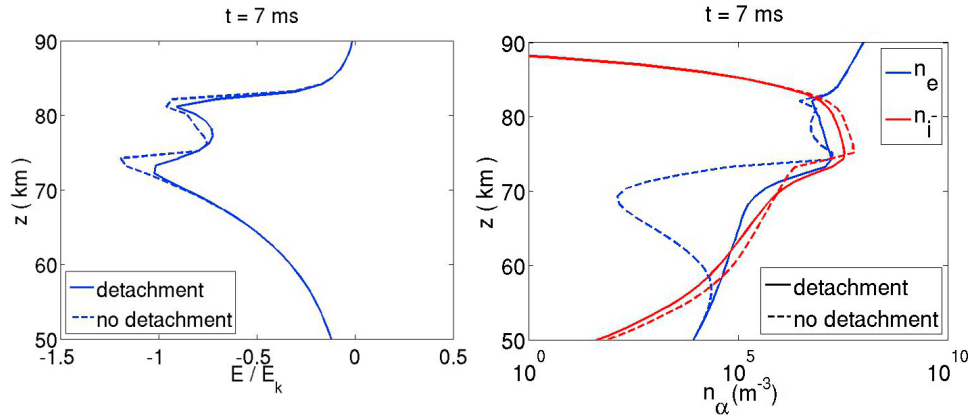 t = 7 ms
90
80
70
60
50
z ( km )
-1.5
-1
-0.5
0
0.5
E / E_k
detachment
no detachment
t = 7 ms
90
80
70
60
50
z ( km )
10^0
10^5
10^10
n_α (m^-3)
n_e
n_i^-
detachment
no detachment